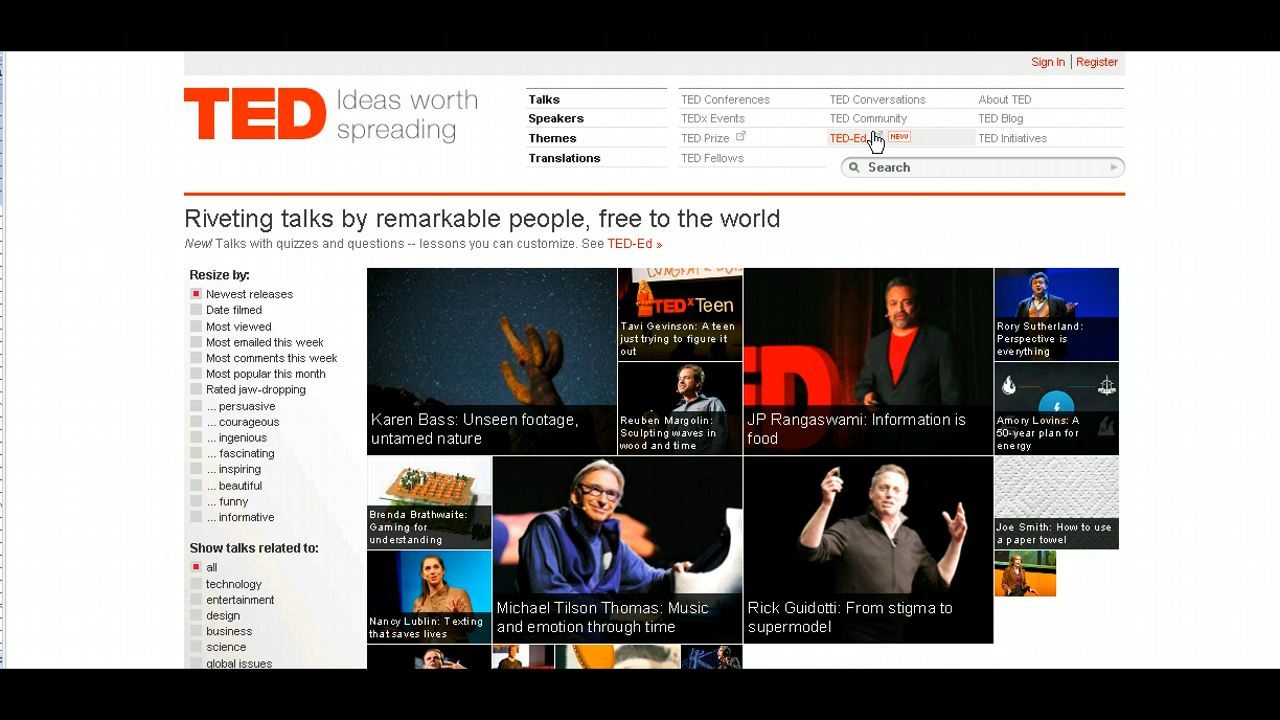 Sign In | Register
TED Ideas worth
spreading
Talks
Speakers
Themes
Translations
TED Conferences
TEDx Events
TED Prize
TED Fellows
TED Conversations
TED Community
TED-Ed NEW
About TED
TED Blog
TED Initiatives
Search
Riveting talks by remarkable people, free to the world
New! Talks with quizzes and questions -- lessons you can customize. See TED-Ed »
Resize by:
Newest releases
Date filmed
Most viewed
Most emailed this week
Most comments this week
Most popular this month
Rated jaw-dropping
... persuasive
... courageous
... ingenious
... fascinating
... inspiring
... beautiful
... funny
... informative
Show talks related to:
all
technology
entertainment
design
business
science
global issues
Karen Bass: Unseen footage,
untamed nature
TEDxTeen
Tavi Gevinson: A teen
just trying to figure it
out
Reuben Margolin:
Sculpting waves in
wood and time
JP Rangaswami: Information is
food
Rory Sutherland:
Perspective is
everything
Amory Lovins: A
50-year plan for
energy
Brenda Brathwaite:
Gaming for
understanding
Nancy Lublin: Texting
that saves lives
Michael Tilson Thomas: Music
and emotion through time
Rick Guidotti: From stigma to
supermodel
Joe Smith: How to use
a paper towel